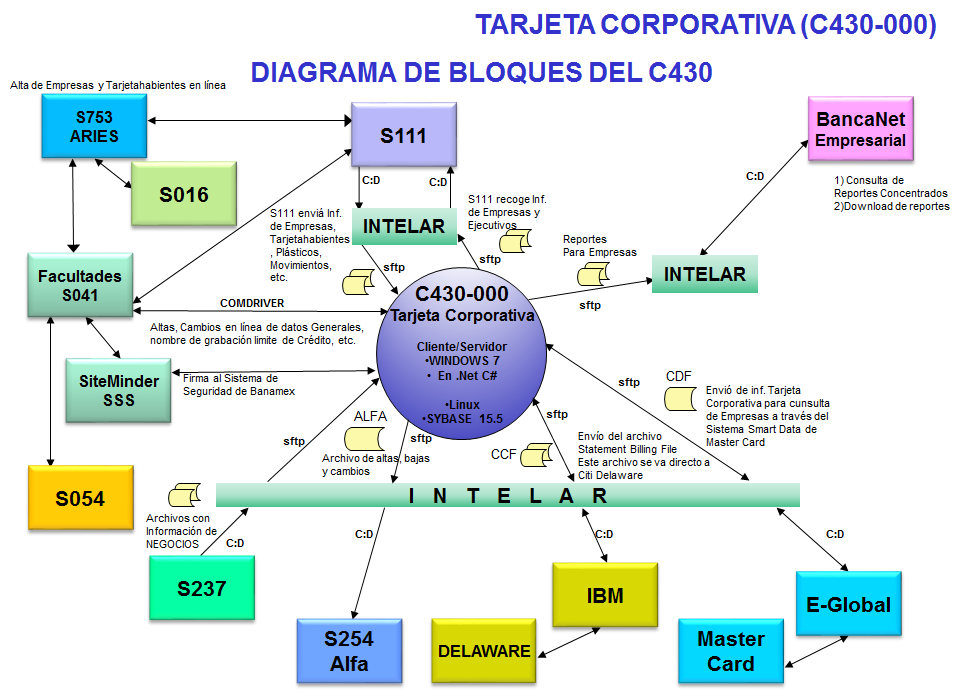 TARJETA CORPORATIVA (C430-000)
DIAGRAMA DE BLOQUES DEL C430
Alta de Empresas y Tarjetahabientes en línea
S753
ARIES
S016
S111
BancaNet
Empresarial
C:D
C:D
C:D
1) Consulta de
Reportes Concentrados
2)Download de reportes
S111 enviá Inf.
de Empresas,
Tarjetahabientes
, Plásticos,
Movimientos,
etc.
INTELAR
S111 recoge Inf.
de Empresas y
Ejecutivos
sftp
sftp
Reportes
Para Empresas
sftp
INTELAR
Facultades
S041
COMDRIVER
Altas, Cambios en línea de datos Generales,
nombre de grabación limite de Crédito, etc.
C430-000
Tarjeta Corporativa
Cliente/Servidor
•WINDOWS 7
• En .Net C#
•Linux
•SYBASE 15.5
SiteMinder
SSS
Firma al Sistema de
Seguridad de Banamex
sftp
CDF
Envió de inf. Tarjeta
Corporativa para cunsulta
de Empresas a través del
Sistema Smart Data de
Master Card
sftp
ALFA
sftp
Archivo de altas, bajas
y cambios
sftp
CCF
Envío del archivo
Statement Billing File
Este archivo se va directo a
Citi Delaware
S054
I N T E L A R
Archivos con
Información de
NEGOCIOS
C:D
C:D
C:D
C:D
S237
S254
Alfa
IBM
DELAWARE
E-Global
Master
Card